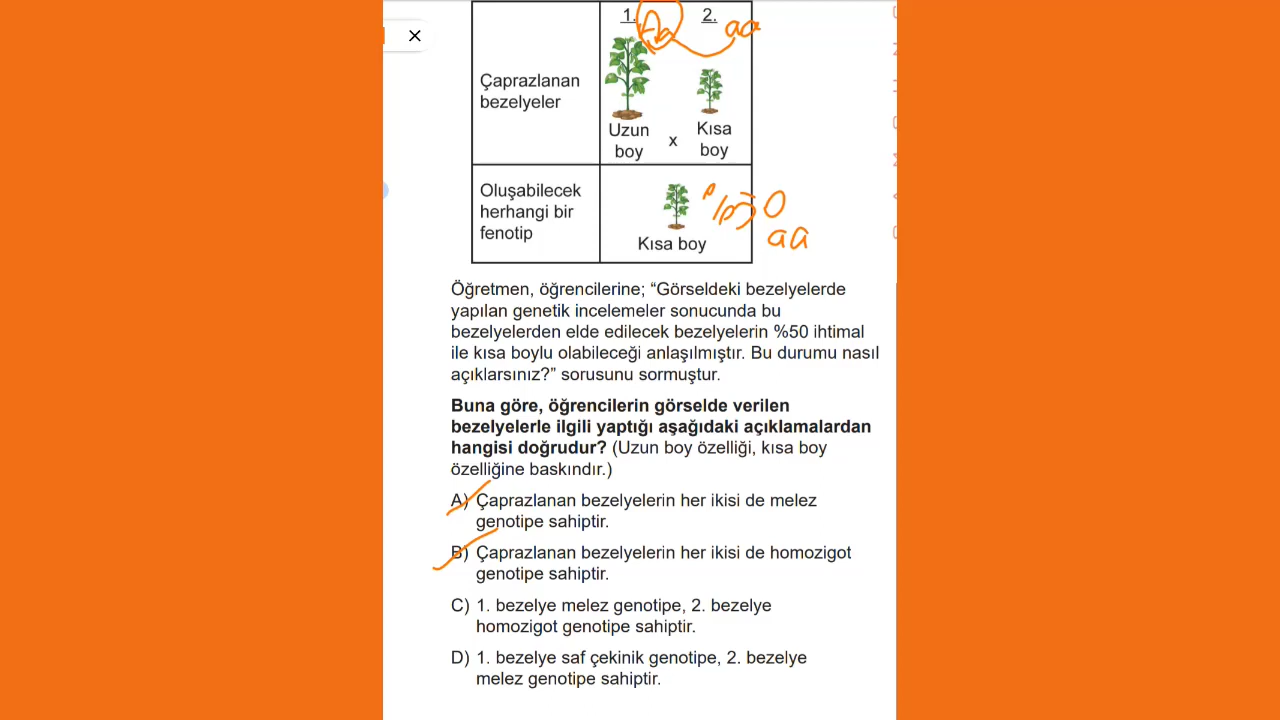 1. 2.
aa
Çaprazlanan
bezelyeler
Uzun
boy
x
Kısa
boy
Oluşabilecek
herhangi bir
fenotip
Kısa boy
aa
Öğretmen, öğrencilerine; “Görseldeki bezelyelerde
yapılan genetik incelemeler sonucunda bu
bezelyelerden elde edilecek bezelyelerin %50 ihtimal
ile kısa boylu olabileceği anlaşılmıştır. Bu durumu nasıl
açıklarsınız?” sorusunu sormuştur.
Buna göre, öğrencilerin görselde verilen
bezelyelerle ilgili yaptığı aşağıdaki açıklamalardan
hangisi doğrudur? (Uzun boy özelliği, kısa boy
özelliğine baskındır.)
A) Çaprazlanan bezelyelerin her ikisi de melez
genotipe sahiptir.
B) Çaprazlanan bezelyelerin her ikisi de homozigot
genotipe sahiptir.
C) 1. bezelye melez genotipe, 2. bezelye
homozigot genotipe sahiptir.
D) 1. bezelye saf çekinik genotipe, 2. bezelye
melez genotipe sahiptir.